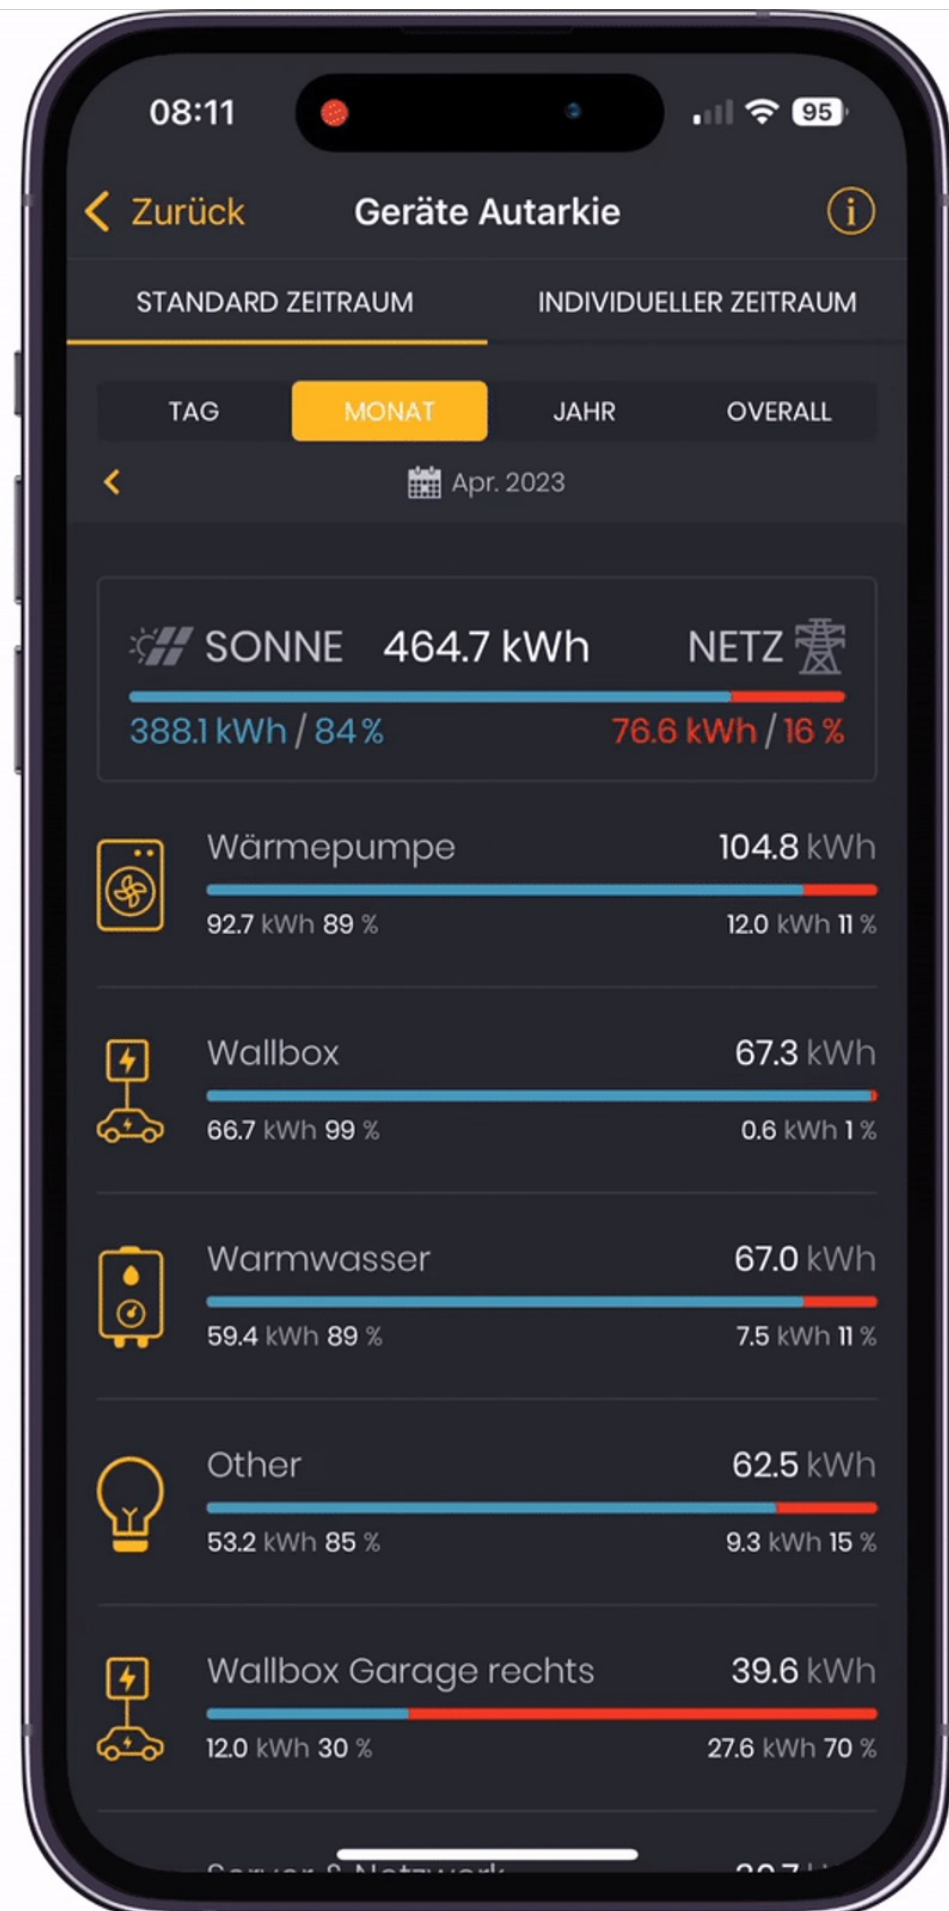 08:11
95
Zurück
Geräte Autarkie
i
STANDARD ZEITRAUM
INDIVIDUELLER ZEITRAUM
TAG
MONAT
JAHR
OVERALL
Apr. 2023
SONNE 464.7 kWh NETZ
388.1 kWh / 84 % 76.6 kWh / 16 %
Wärmepumpe 104.8 kWh
92.7 kWh 89 % 12.0 kWh 11 %
Wallbox 67.3 kWh
66.7 kWh 99 % 0.6 kWh 1 %
Warmwasser 67.0 kWh
59.4 kWh 89 % 7.5 kWh 11 %
Other 62.5 kWh
53.2 kWh 85 % 9.3 kWh 15 %
Wallbox Garage rechts 39.6 kWh
12.0 kWh 30 % 27.6 kWh 70 %
Server & Netzwerk